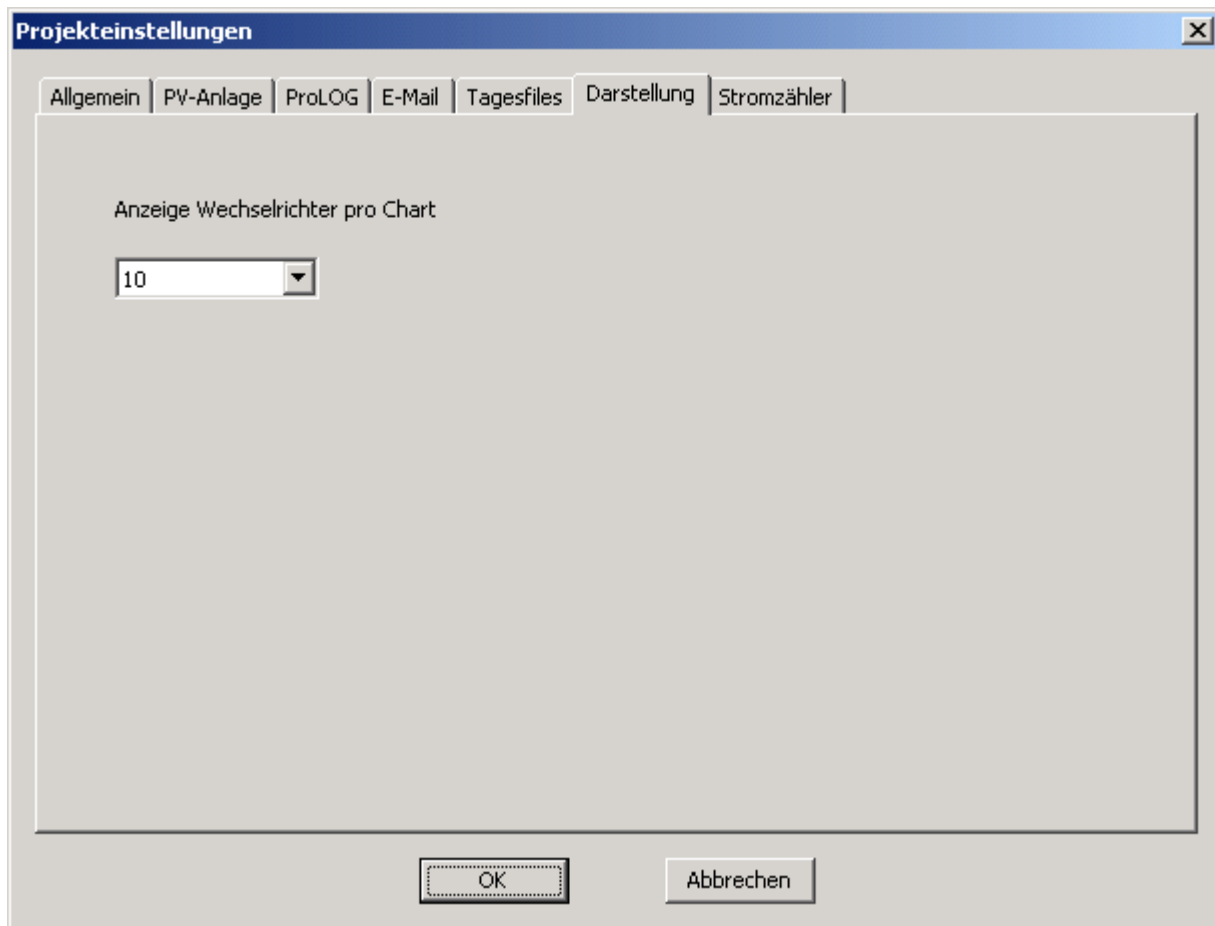 Projekteinstellungen
Allgemein PV-Anlage ProLOG E-Mail Tagesfiles Darstellung Stromzähler
Anzeige Wechselrichter pro Chart
10
OK Abbrechen